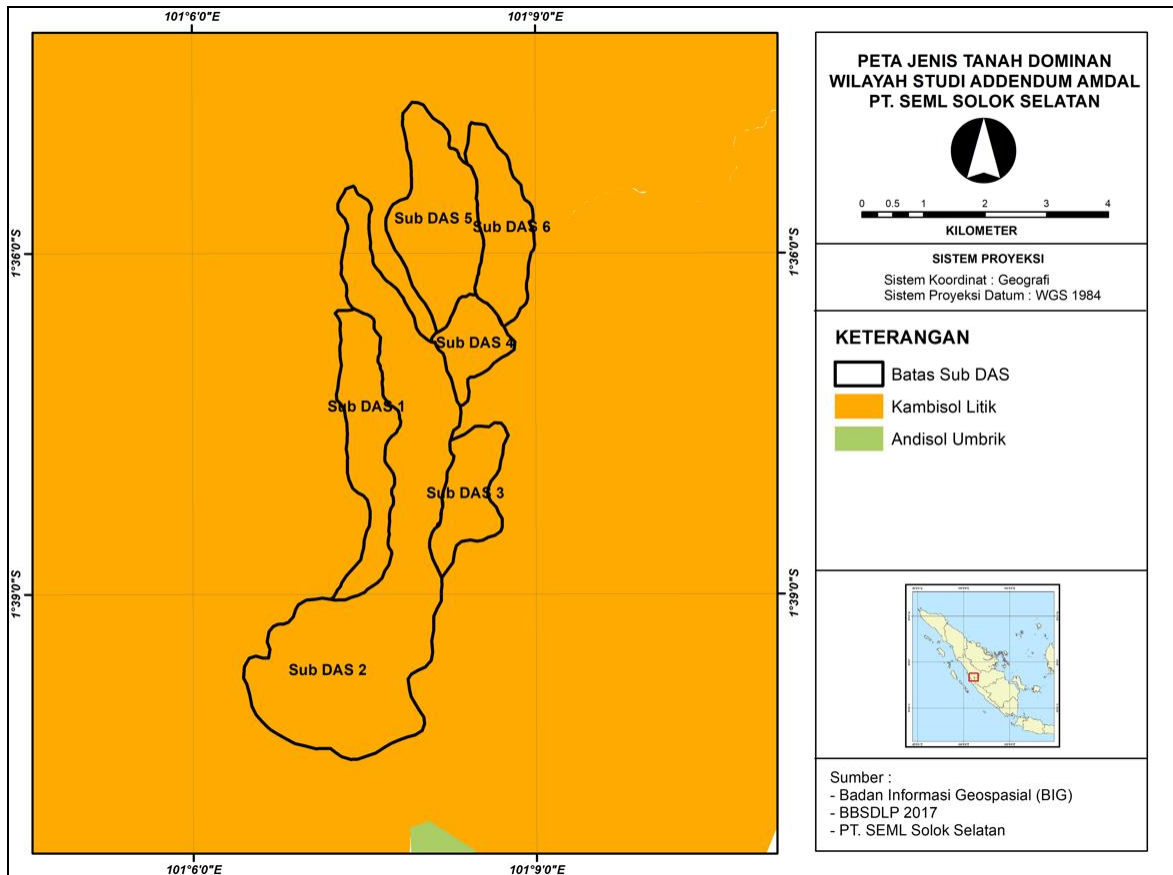 101°6'0"E
101°9'0"E
1°36'0"S
1°39'0"S
Sub DAS 5
Sub DAS 6
Sub DAS 4
Sub DAS 1
Sub DAS 3
Sub DAS 2
1°36'0"S
1°39'0"S
101°6'0"E
101°9'0"E
PETA JENIS TANAH DOMINAN
WILAYAH STUDI ADDENDUM AMDAL
PT. SEML SOLOK SELATAN
0 0.5 1 2 3 4
KILOMETER
SISTEM PROYEKSI
Sistem Koordinat : Geografi
Sistem Proyeksi Datum : WGS 1984
KETERANGAN
Batas Sub DAS
Kambisol Litik
Andisol Umbrik
Sumber :
- Badan Informasi Geospasial (BIG)
- BBSDLP 2017
- PT. SEML Solok Selatan